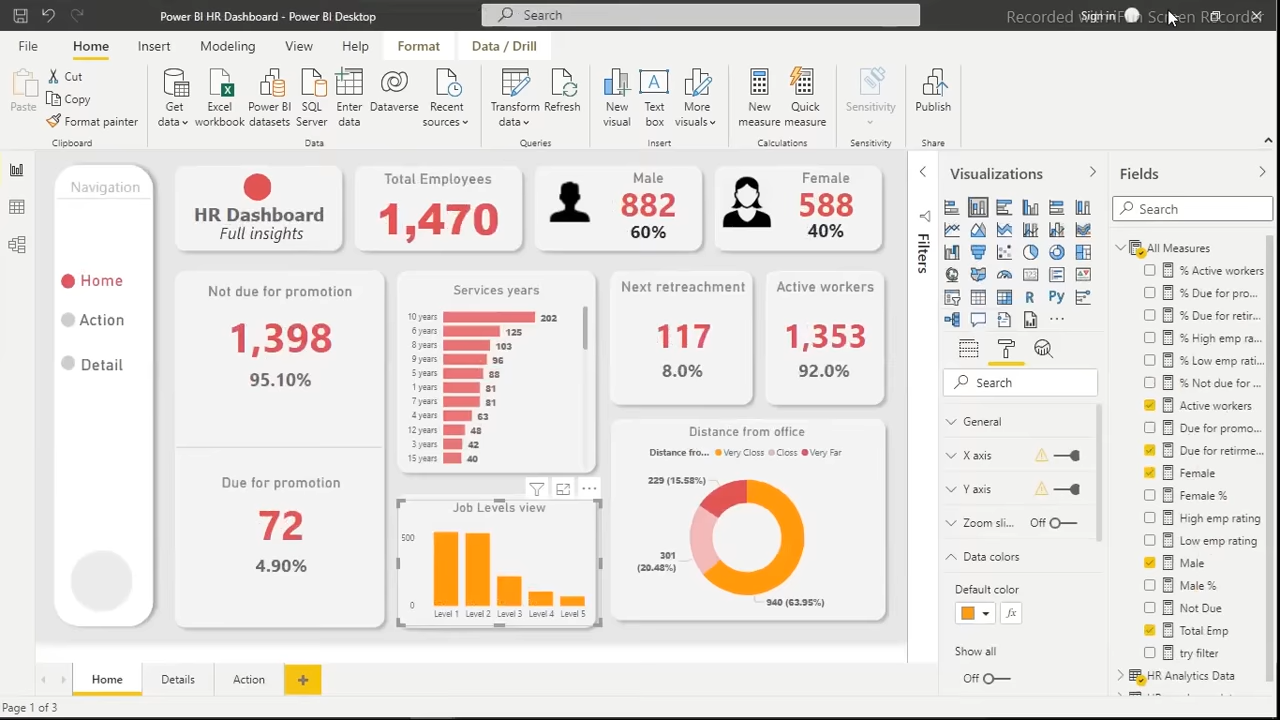 Power BI HR Dashboard - Power BI Desktop
Search
Sign in
Recorded with
Screen Recorder
File
Home
Insert
Modeling
View
Help
Format
Data / Drill
Paste
Cut
Copy
Format painter
Get data
Excel workbook
Power BI datasets
SQL Server
Enter data
Dataverse
Recent sources
Transform data
Refresh
New visual
Text box
More visuals
New measure
Quick measure
Sensitivity
Publish
Clipboard
Data
Queries
Insert
Calculations
Sensitivity
Share
Navigation
Home
Action
Detail
HR Dashboard
Full insights
Total Employees
1,470
Male
882
60%
Female
588
40%
Not due for promotion
1,398
95.10%
Due for promotion
72
4.90%
Services years
10 years 202
6 years 125
8 years 103
9 years 96
5 years 88
1 years 81
7 years 81
4 years 63
12 years 48
3 years 42
15 years 40
Next retreachment
117
8.0%
Active workers
1,353
92.0%
Job Levels view
500
0
Level 1 Level 2 Level 3 Level 4 Level 5
Distance from office
Distance fro... Very Closs Closs Very Far
229 (15.58%)
301
(20.48%)
940 (63.95%)
Filters
Visualizations
R
Py
Search
General
X axis
Y axis
Zoom sli... Off
Data colors
Default color
fx
Show all
Off
Fields
Search
All Measures
% Active workers
% Due for pro...
% Due for retir...
% High emp ra...
% Low emp rati...
% Not due for ...
Active workers
Due for promo...
Due for retirme...
Female
Female %
High emp rating
Low emp rating
Male
Male %
Not Due
Total Emp
try filter
HR Analytics Data
Home
Details
Action
Page 1 of 3